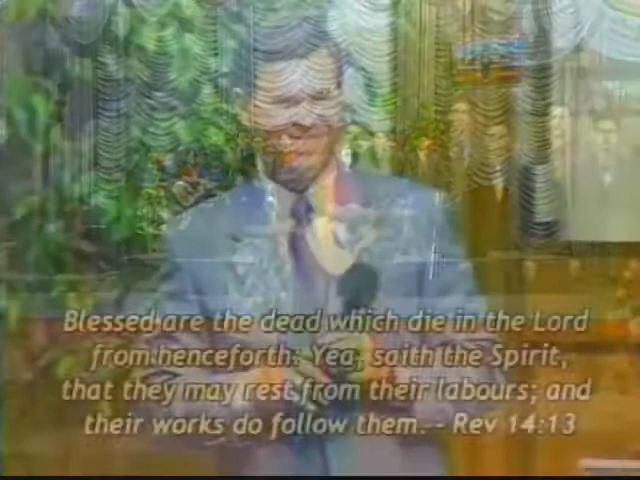 Blessed are the dead which die in the Lord
from henceforth: Yea, saith the Spirit,
that they may rest from their labours; and
their works do follow them. - Rev 14:13